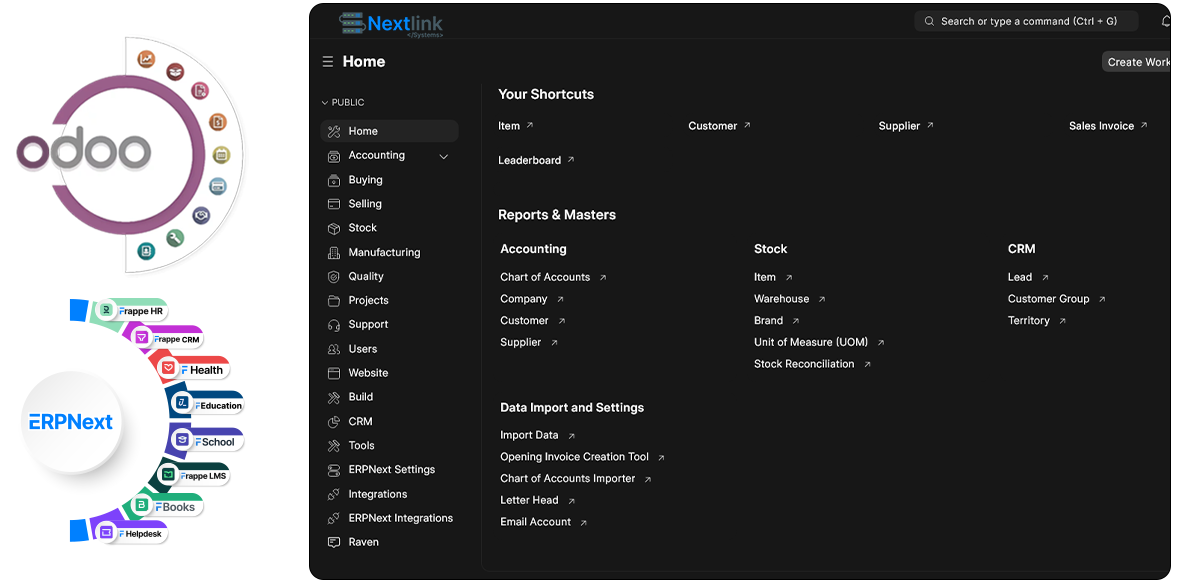 odoo
ERPNext
Frappe HR
Frappe CRM
F Health
FEducation
FSchool
Frappe LMS
FBooks
F Helpdesk
Nextlink
</Systems>
Search or type a command (Ctrl + G)
Home
Create Work
PUBLIC
Home
Accounting
Buying
Selling
Stock
Manufacturing
Quality
Projects
Support
Users
Website
Build
CRM
Tools
ERPNext Settings
Integrations
ERPNext Integrations
Raven
Your Shortcuts
Item
Customer
Supplier
Sales Invoice
Leaderboard
Reports & Masters
Accounting
Chart of Accounts
Company
Customer
Supplier
Stock
Item
Warehouse
Brand
Unit of Measure (UOM)
Stock Reconciliation
CRM
Lead
Customer Group
Territory
Data Import and Settings
Import Data
Opening Invoice Creation Tool
Chart of Accounts Importer
Letter Head
Email Account